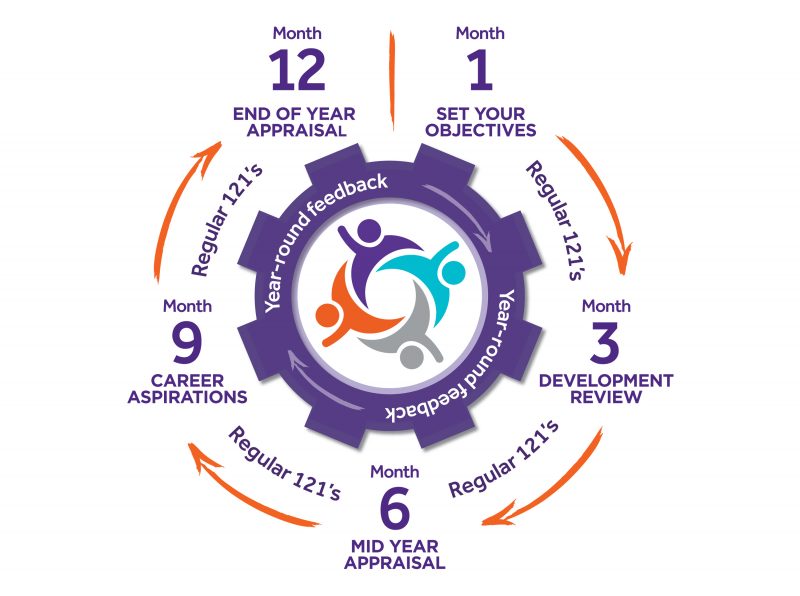 Month
12
END OF YEAR
APPRAISAL
Month
1
SET YOUR
OBJECTIVES
Regular 121's
Month
3
DEVELOPMENT
REVIEW
Regular 121's
Month
6
MID YEAR
APPRAISAL
Regular 121's
Month
9
CAREER
ASPIRATIONS
Regular 121's
Year-round feedback
Year-round feedback